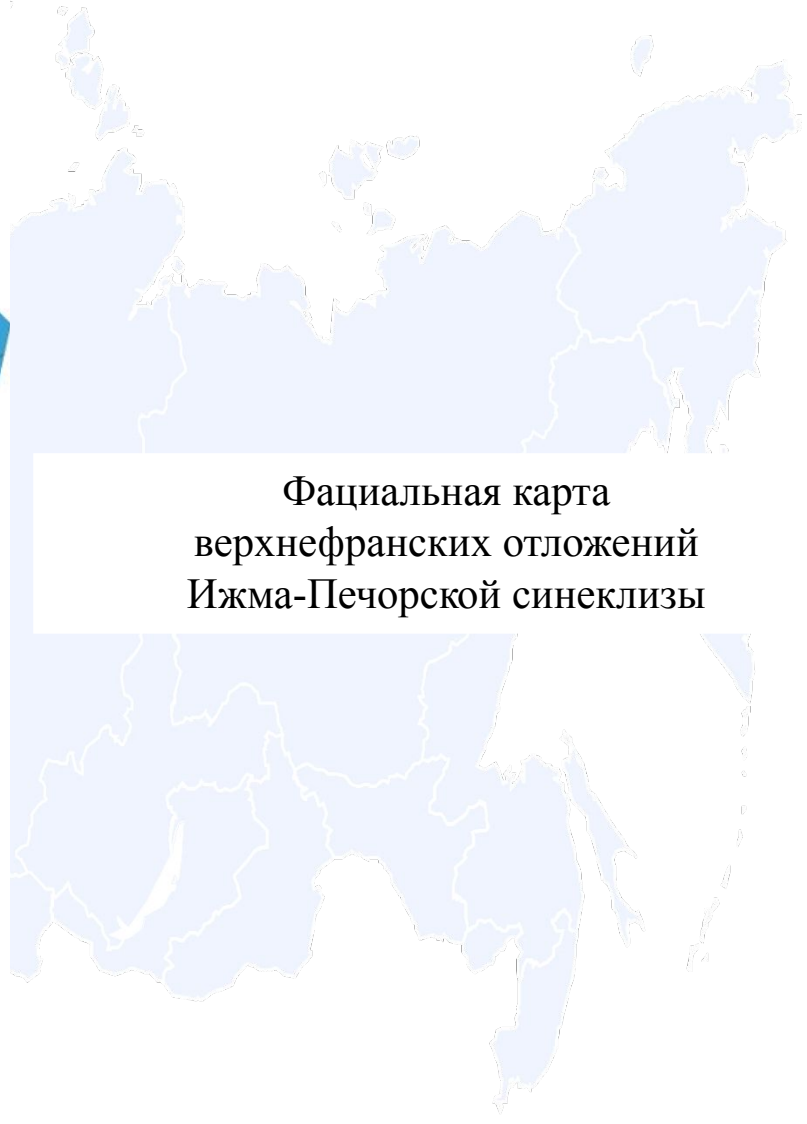 Фациальная карта
верхнефранских отложений
Ижма-Печорской синеклизы